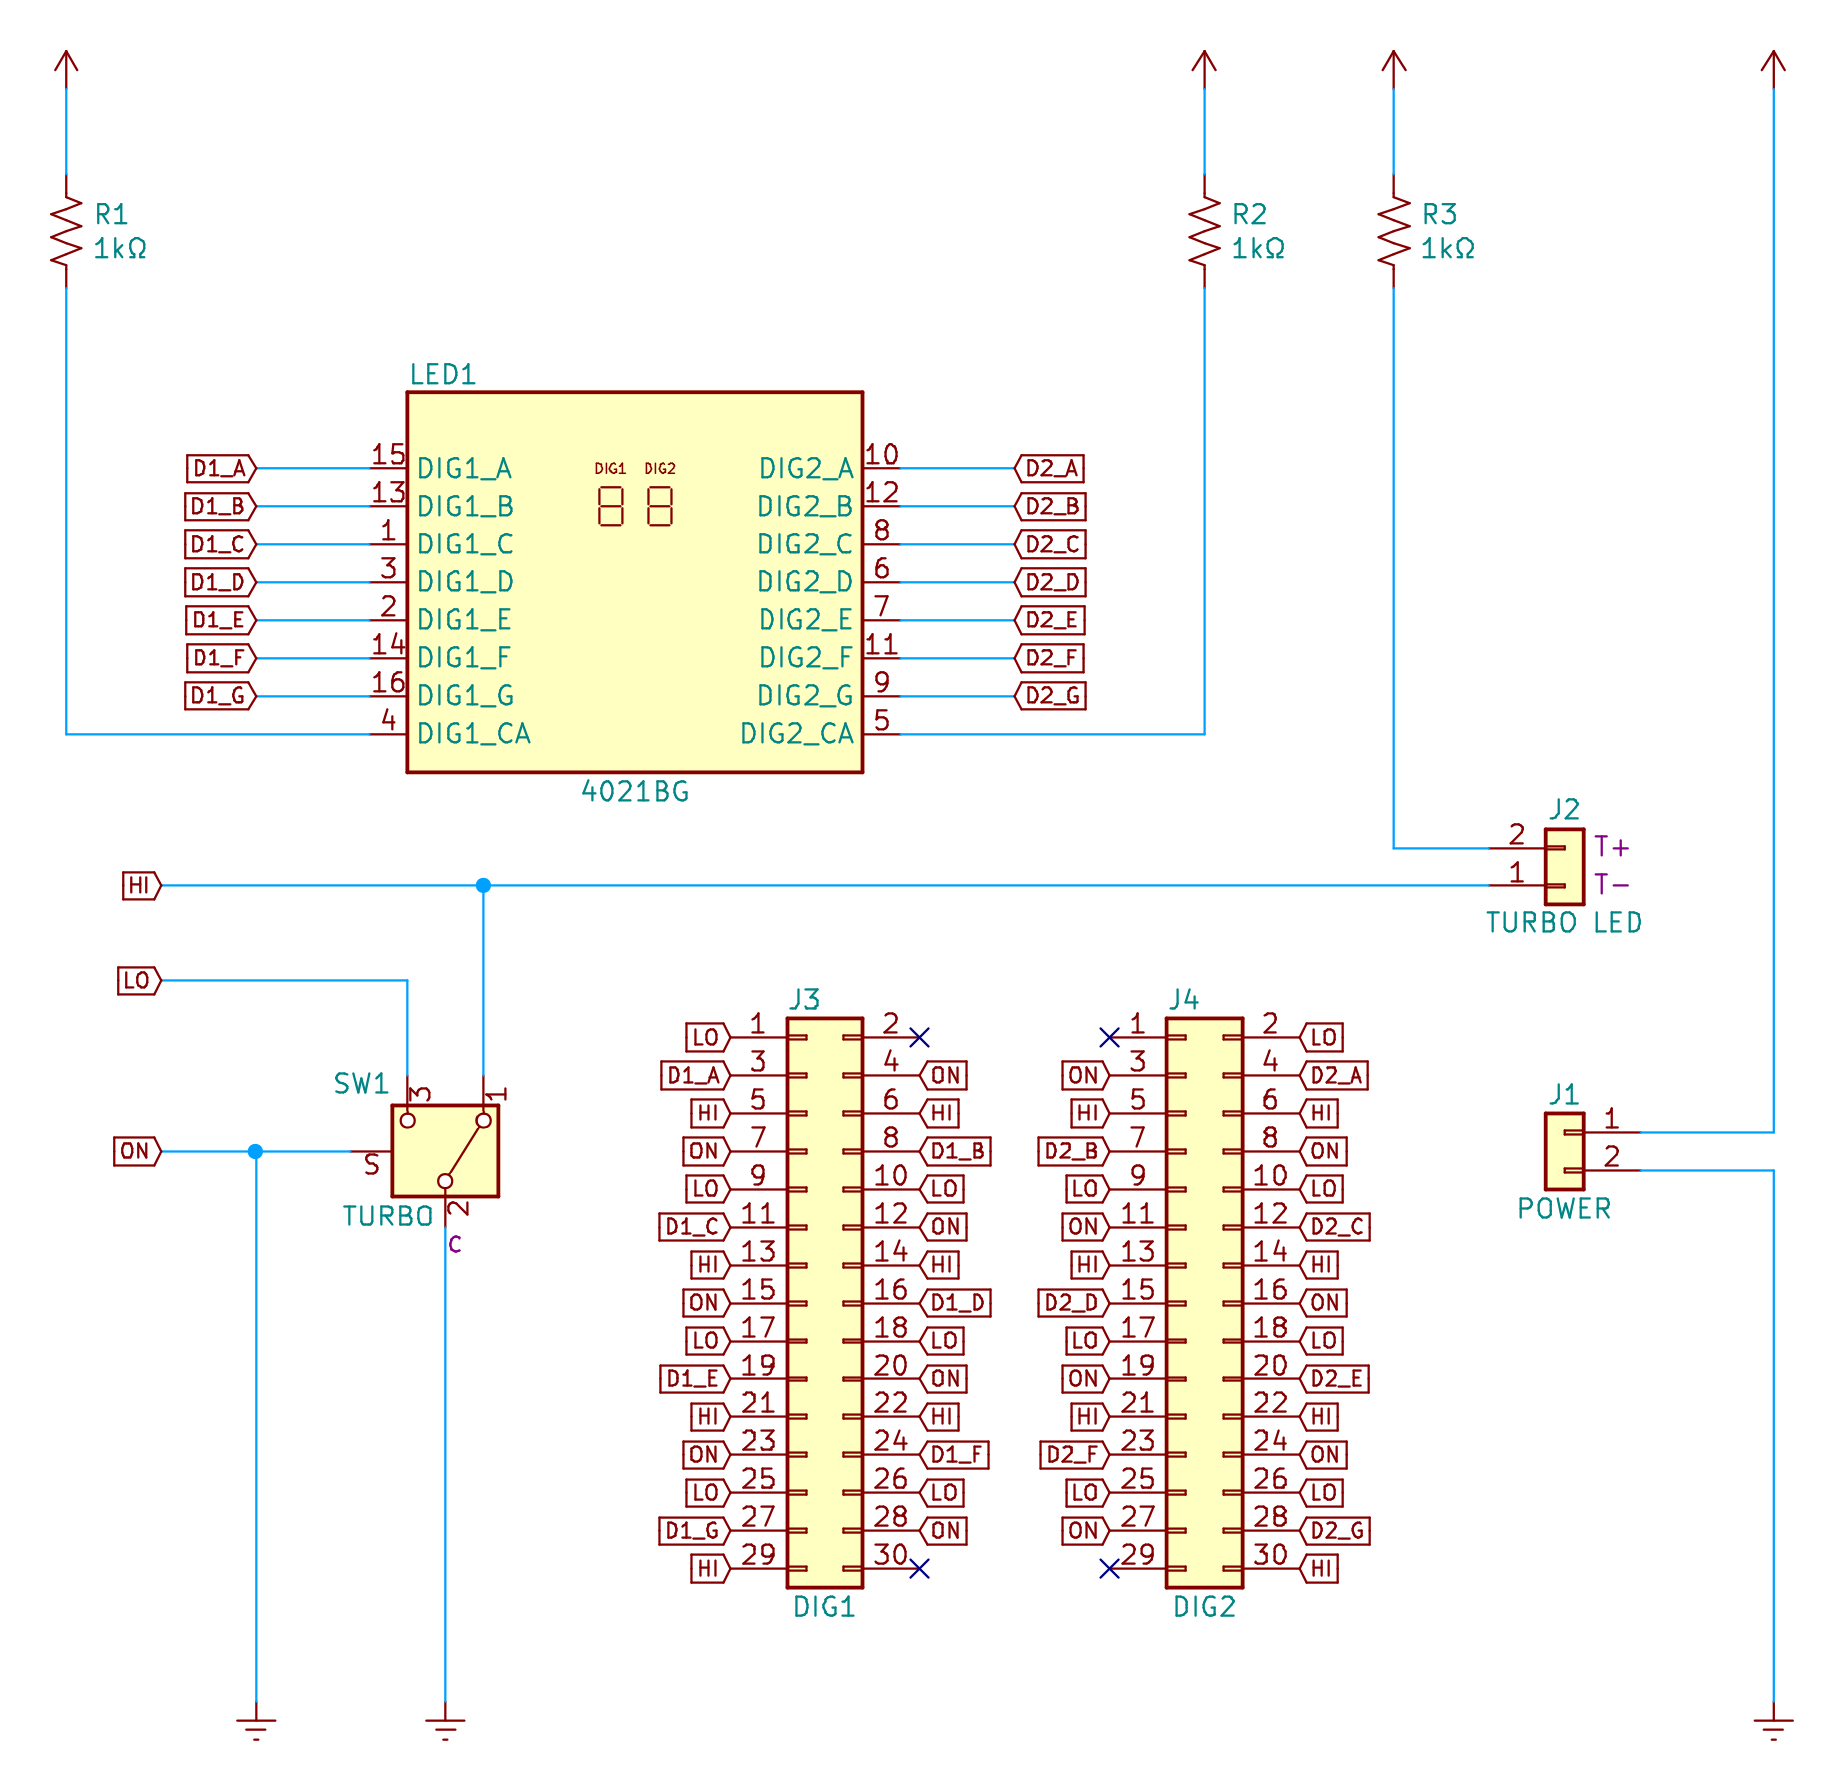 R1
1kΩ
R2
1kΩ
R3
1kΩ
LED1
D1_A 15 DIG1_A DIG1 DIG2 DIG2_A 10 D2_A
D1_B 13 DIG1_B DIG2_B 12 D2_B
D1_C 1 DIG1_C DIG2_C 8 D2_C
D1_D 3 DIG1_D DIG2_D 6 D2_D
D1_E 2 DIG1_E DIG2_E 7 D2_E
D1_F 14 DIG1_F DIG2_F 11 D2_F
D1_G 16 DIG1_G DIG2_G 9 D2_G
4 DIG1_CA DIG2_CA 5
4021BG
J2
2 T+
1 T-
TURBO LED
HI
LO
SW1
3 1
ON S
TURBO 2
C
J3
LO 1 2
D1_A 3 4 ON
HI 5 6 HI
ON 7 8 D1_B
LO 9 10 LO
D1_C 11 12 ON
HI 13 14 HI
ON 15 16 D1_D
LO 17 18 LO
D1_E 19 20 ON
HI 21 22 HI
ON 23 24 D1_F
LO 25 26 LO
D1_G 27 28 ON
HI 29 30
DIG1
J4
1 2 LO
ON 3 4 D2_A
HI 5 6 HI
D2_B 7 8 ON
LO 9 10 LO
ON 11 12 D2_C
HI 13 14 HI
D2_D 15 16 ON
LO 17 18 LO
ON 19 20 D2_E
HI 21 22 HI
D2_F 23 24 ON
LO 25 26 LO
ON 27 28 D2_G
29 30 HI
DIG2
J1
1
2
POWER